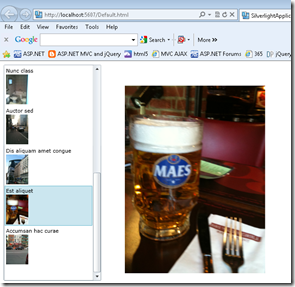 http://localhost:5687/Default.html
SilverlightApplic
File Edit View Favorites Tools Help
Google
Search
More »
ASP.NET
ASP.NET MVC and jQuery
html5
MVC AJAX
ASP.NET Forums
365
j
Nunc class
Auctor sed
Dis aliquam amet congue
Est aliquet
Accumsan hac curae
MAES